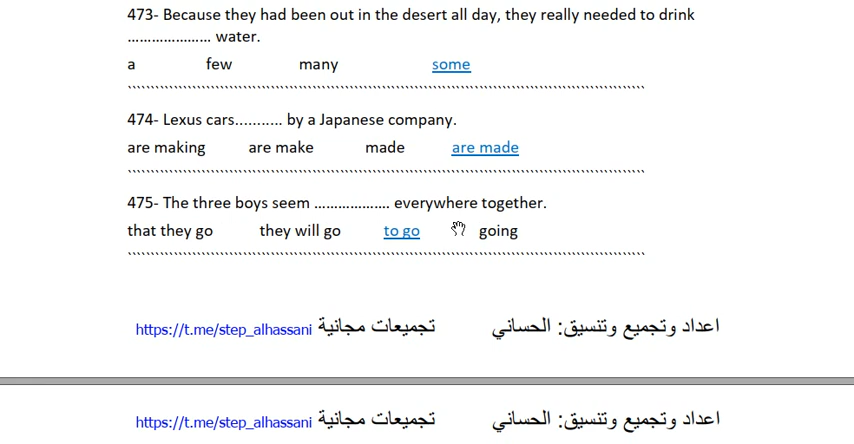 473- Because they had been out in the desert all day, they really needed to drink
..................... water.
a few many some
474- Lexus cars........... by a Japanese company.
are making are make made are made
475- The three boys seem ................... everywhere together.
that they go they will go to go going
اعداد وتجميع وتنسيق: الحساني تجميعات مجانية https://t.me/step_alhassani
اعداد وتجميع وتنسيق: الحساني تجميعات مجانية https://t.me/step_alhassani